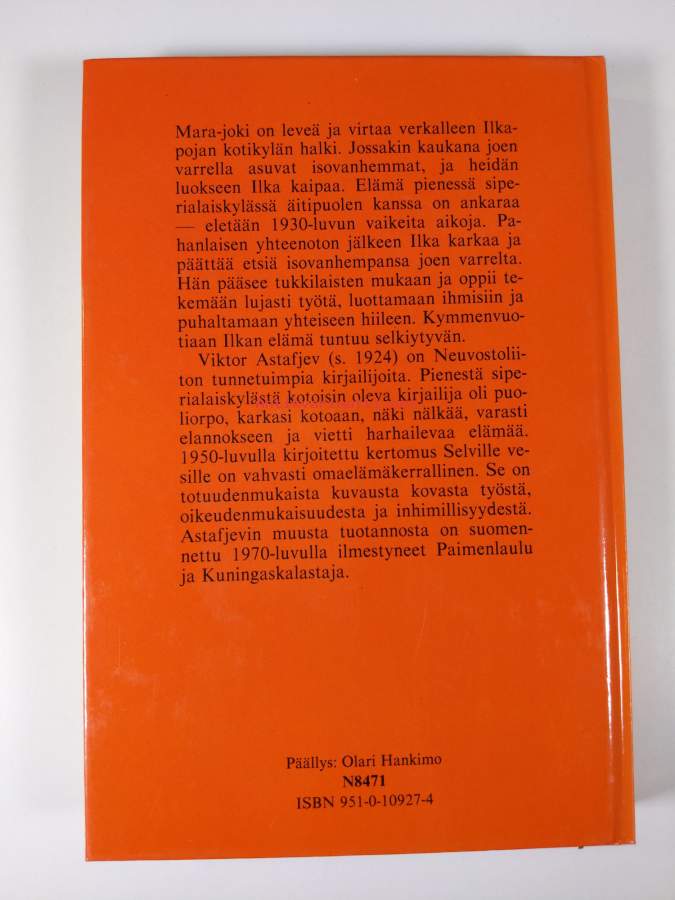 Mara-joki on leveä ja virtaa verkalleen Ilka-
pojan kotikylän halki. Jossakin kaukana joen
varrella asuvat isovanhemmat, ja heidän
luokseen Ilka kaipaa. Elämä pienessä sipe-
rialaiskylässä äitipuolen kanssa on ankaraa
— eletään 1930-luvun vaikeita aikoja. Pa-
hanlaisen yhteenoton jälkeen Ilka karkaa ja
päättää etsiä isovanhempansa joen varrelta.
Hän pääsee tukkilaisten mukaan ja oppii te-
kemään lujasti työtä, luottamaan ihmisiin ja
puhaltamaan yhteiseen hiileen. Kymmenvuo-
tiaan Ilkan elämä tuntuu selkiytyvän.
Viktor Astafjev (s. 1924) on Neuvostolii-
ton tunnetuimpia kirjailijoita. Pienestä sipe-
rialaiskylästä kotoisin oleva kirjailija oli puo-
liorpo, karkasi kotoaan, näki nälkää, varasti
elannokseen ja vietti harhailevaa elämää.
1950-luvulla kirjoitettu kertomus Selville ve-
sille on vahvasti omaelämäkerrallinen. Se on
totuudenmukaista kuvausta kovasta työstä,
oikeudenmukaisuudesta ja inhimillisyydestä.
Astafjevin muusta tuotannosta on suomen-
nettu 1970-luvulla ilmestyneet Paimenlaulu
ja Kuningaskalastaja.
Päällys: Olari Hankimo
N8471
ISBN 951-0-10927-4